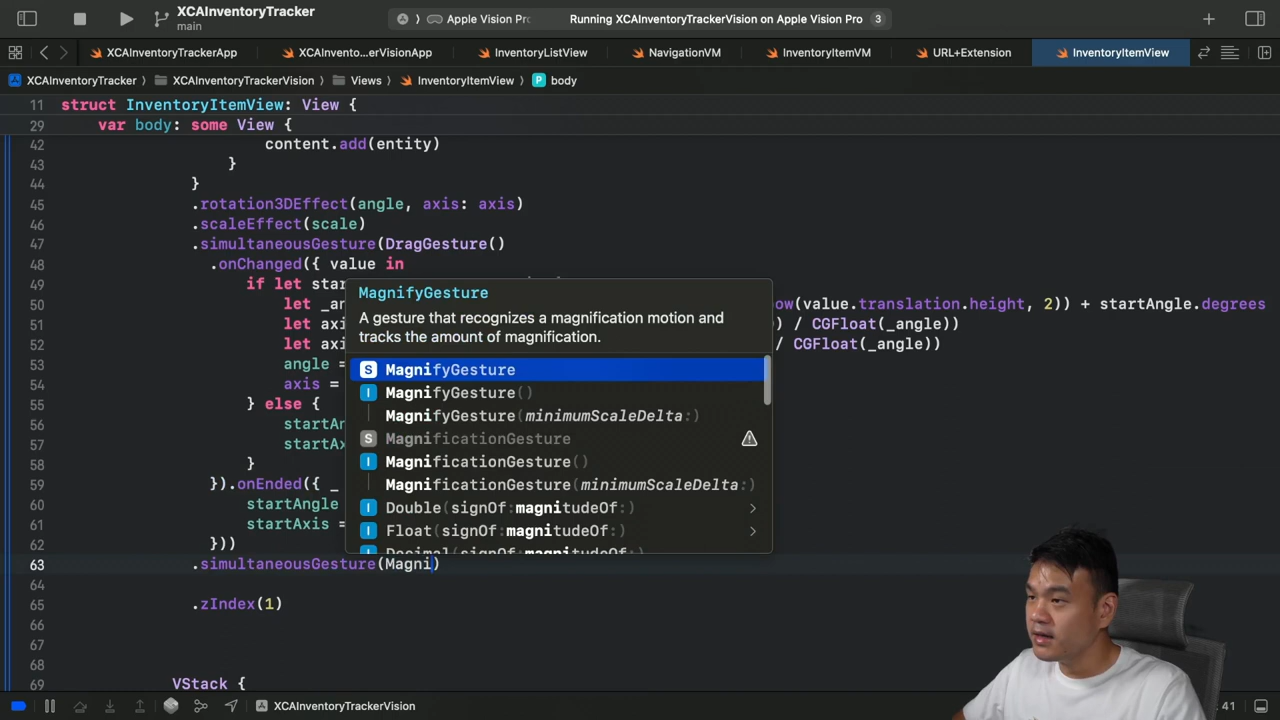 XCAInventoryTracker
main
Apple Vision Pr
Running XCAInventoryTrackerVision on Apple Vision Pro
3
XCAInventoryTrackerApp
XCAInvento...erVisionApp
InventoryListView
NavigationVM
InventoryItemVM
URL+Extension
InventoryItemView
XCAInventoryTracker
XCAInventoryTrackerVision
Views
InventoryItemView
P body
11 struct InventoryItemView: View {
29 var body: some View {
42 content.add(entity)
43 }
44 }
45 .rotation3DEffect(angle, axis: axis)
46 .scaleEffect(scale)
47 .simultaneousGesture(DragGesture()
48 .onChanged({ value in
49 if let star
50 let _an
ow(value.translation.height, 2)) + startAngle.degrees
51 let axi
) / CGFloat(_angle))
52 let axi
/ CGFloat(_angle))
53 angle =
54 axis =
55 } else {
56 startAn
57 startAx
58 }
59 }).onEnded({ _
60 startAngle
61 startAxis =
62 }))
63 .simultaneousGesture(Magni)
64
65 .zIndex(1)
66
67
68
69 VStack {
MagnifyGesture
A gesture that recognizes a magnification motion and
tracks the amount of magnification.
S MagnifyGesture
I MagnifyGesture()
MagnifyGesture(minimumScaleDelta:)
S MagnificationGesture
I MagnificationGesture()
MagnificationGesture(minimumScaleDelta:)
I Double(signOf:magnitudeOf:)
I Float(signOf:magnitudeOf:)
Decimal(signOf:magnitudeOf:)
XCAInventoryTrackerVision
: 41